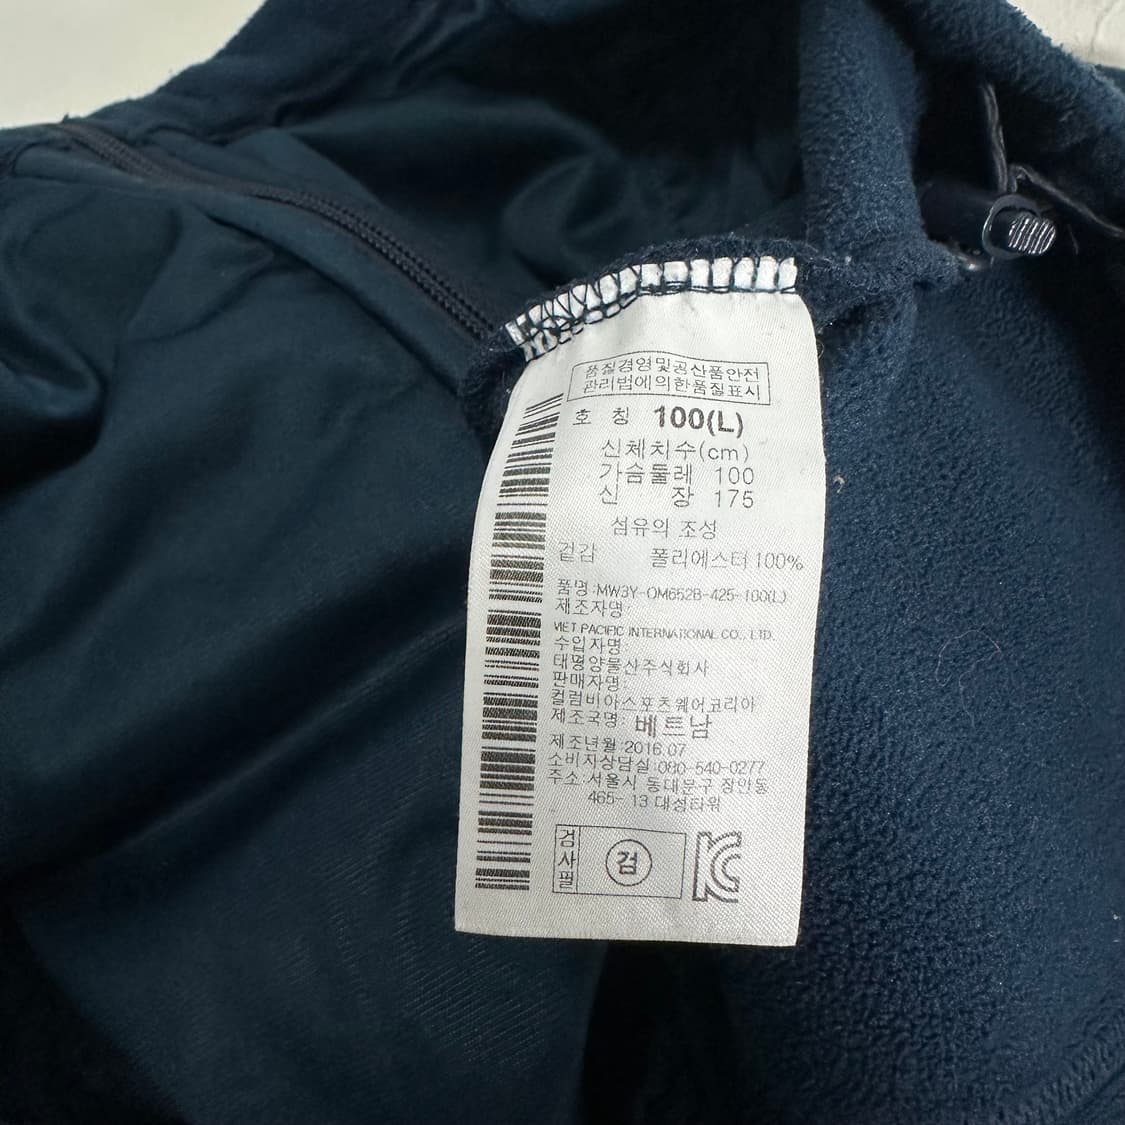 품질경영및공산품안전
관리법에의한품질표시
호 칭 100(L)
신체치수(cm)
가슴둘레 100
신 장 175
섬유의 조성
겉감 폴리에스터 100%
품명:MW3Y-OM652B-425-100(L)
제조자명:
VIET PACIFIC INTERNATIONAL CO., LTD.
수입자명:
태평양물산주식회사
판매자명:
컬럼비아스포츠웨어코리아
제조국명: 베트남
제조년월:2016.07
소비자상담실:080-540-0277
주소:서울시 동대문구 장안동
465-13 대성타워
검사필 검 KC